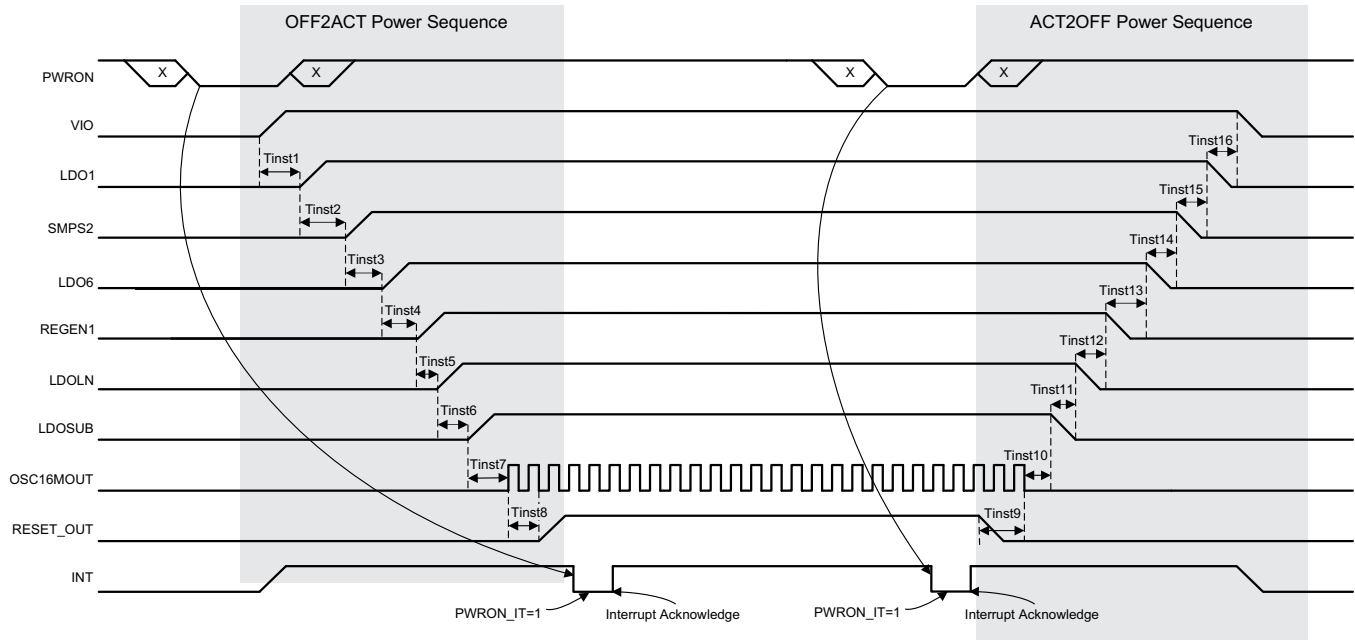 OFF2ACT Power Sequence
ACT2OFF Power Sequence
PWRON
X
X
X
X
VIO
Tinst1
Tinst16
LDO1
Tinst2
Tinst15
SMPS2
Tinst3
Tinst14
LDO6
Tinst4
Tinst13
REGEN1
Tinst5
Tinst12
LDOLN
Tinst6
Tinst11
LDOSUB
Tinst7
Tinst10
OSC16MOUT
Tinst8
Tinst9
RESET_OUT
INT
PWRON_IT=1
Interrupt Acknowledge
PWRON_IT=1
Interrupt Acknowledge